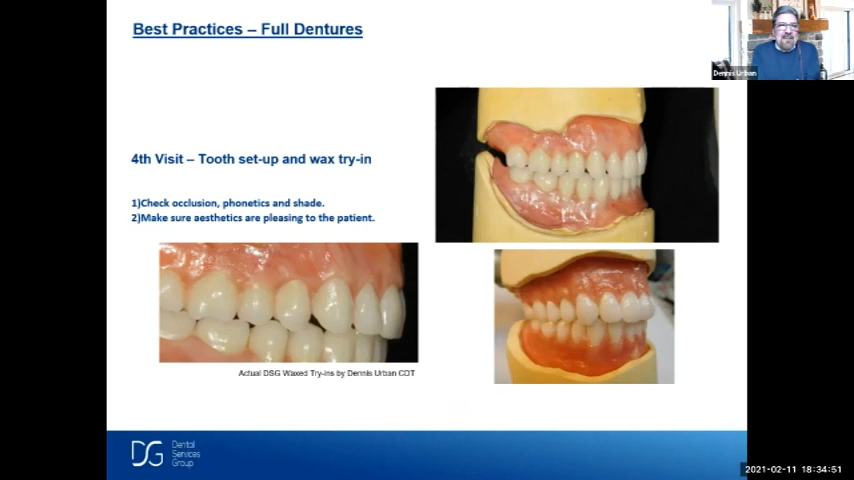 Best Practices – Full Dentures
Dennis Urban
4th Visit – Tooth set-up and wax try-in
1)Check occlusion, phonetics and shade.
2)Make sure aesthetics are pleasing to the patient.
Actual DSG Waxed Try-ins by Dennis Urban CDT
DSG
Dental
Services
Group
2021-02-11 18:34:51